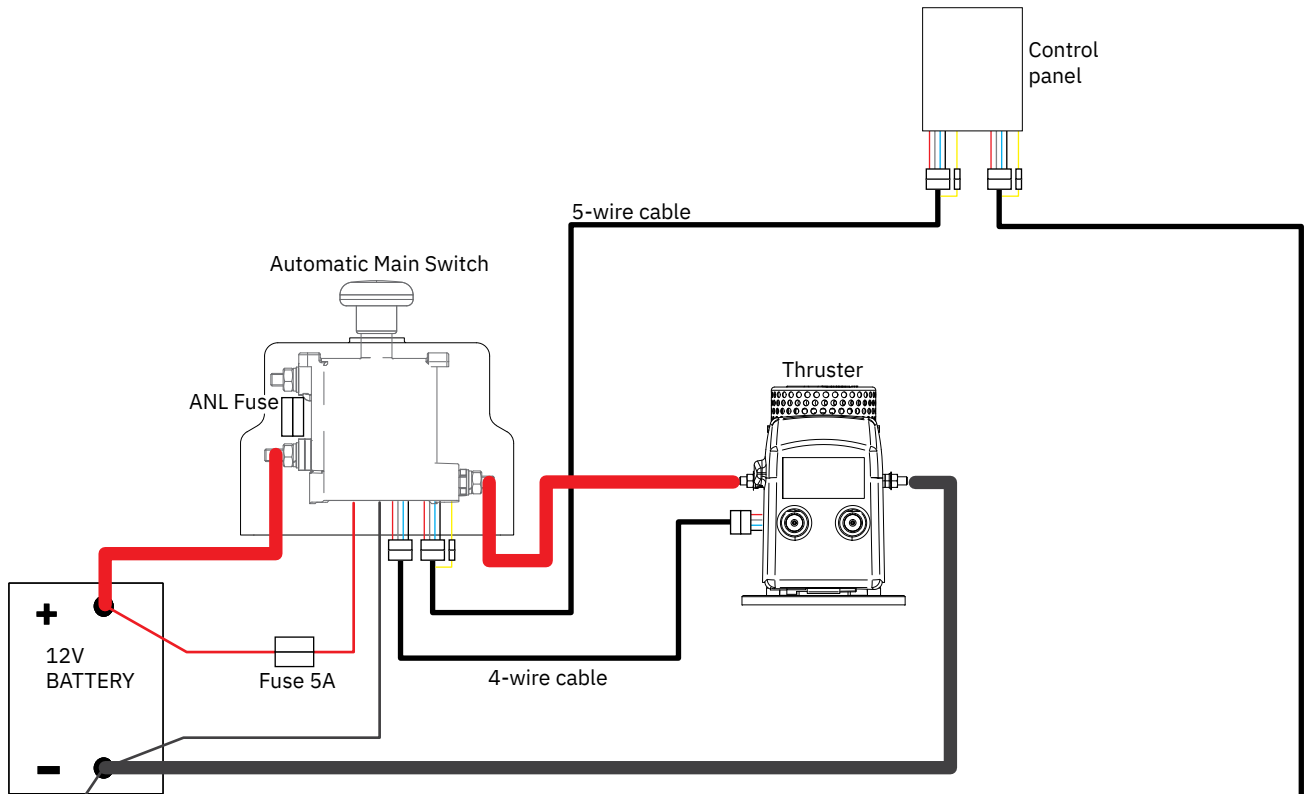 Control
panel
5-wire cable
Automatic Main Switch
Thruster
ANL Fuse
+
12V
BATTERY
Fuse 5A
4-wire cable
-